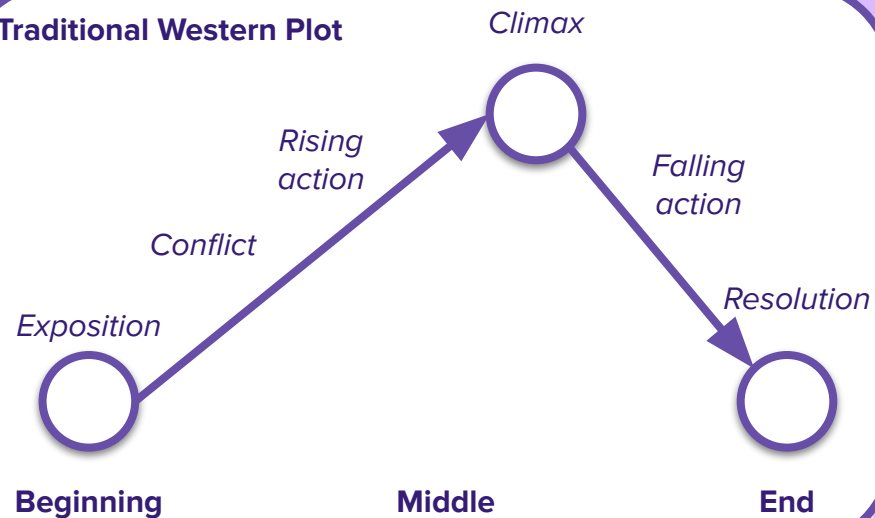 Traditional Western Plot
Climax
Rising
action
Falling
action
Conflict
Resolution
Exposition
Beginning
Middle
End